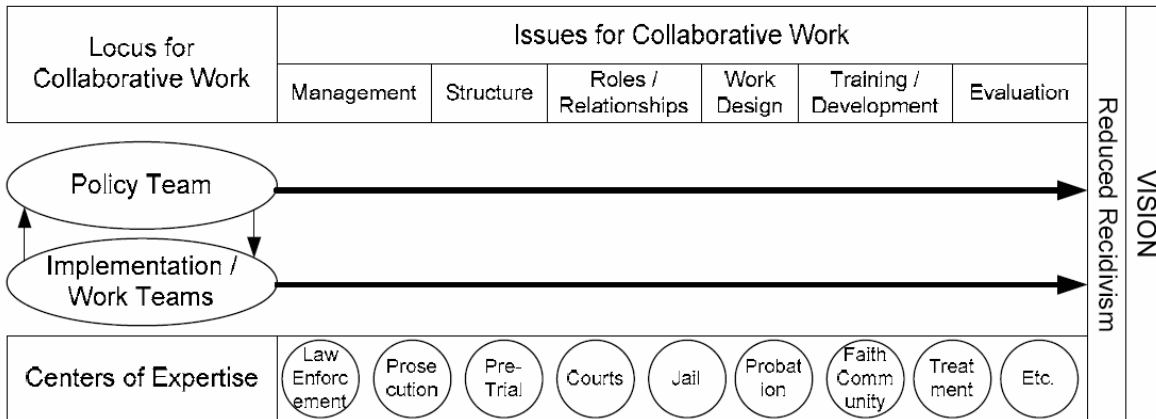 Locus for
Collaborative Work
Issues for Collaborative Work
Management
Structure
Roles /
Relationships
Work
Design
Training /
Development
Evaluation
Policy Team
Implementation /
Work Teams
Centers of Expertise
Law
Enforc
ement
Prose
cution
Pre-
Trial
Courts
Jail
Probat
ion
Faith
Comm
unity
Treat
ment
Etc.
Reduced Recidivism
VISION